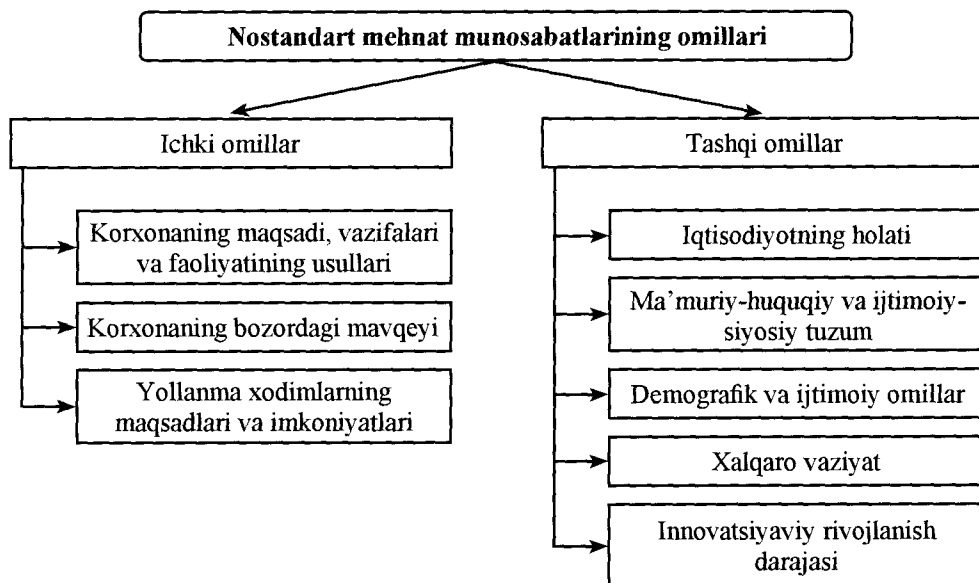 Nostandart mehnat munosabatlarining omillari
Ichki omillar
Korxonaning maqsadi, vazifalari
va faoliyatining usullari
Korxonaning bozordagi mavqeyi
Yollanma xodimlarning
maqsadlari va imkoniyatlari
Tashqi omillar
Iqtisodiyotning holati
Ma’muriy-huquqiy va ijtimoiy-
siyosiy tuzum
Demografik va ijtimoiy omillar
Xalqaro vaziyat
Innovatsiyaviy rivojlanish
darajasi